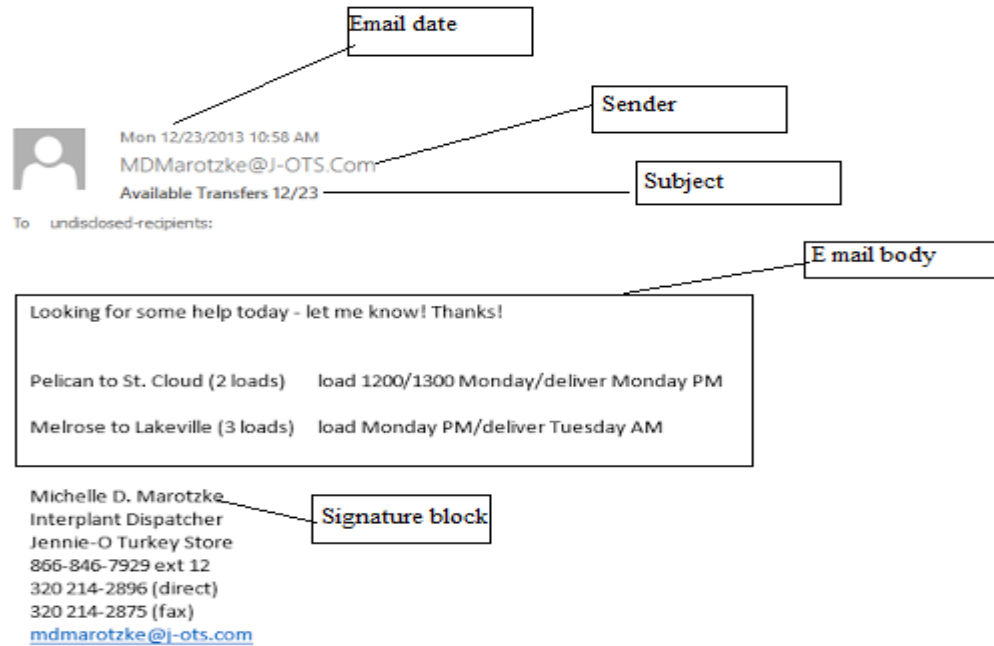 Email date
Sender
Mon 12/23/2013 10:58 AM
MDMarotzke@J-OTS.Com
Subject
Available Transfers 12/23
To undisclosed-recipients:
E mail body
Looking for some help today - let me know! Thanks!
Pelican to St. Cloud (2 loads) load 1200/1300 Monday/deliver Monday PM
Melrose to Lakeville (3 loads) load Monday PM/deliver Tuesday AM
Michelle D. Marotzke
Signature block
Interplant Dispatcher
Jennie-O Turkey Store
866-846-7929 ext 12
320 214-2896 (direct)
320 214-2875 (fax)
mdmarotzke@j-ots.com